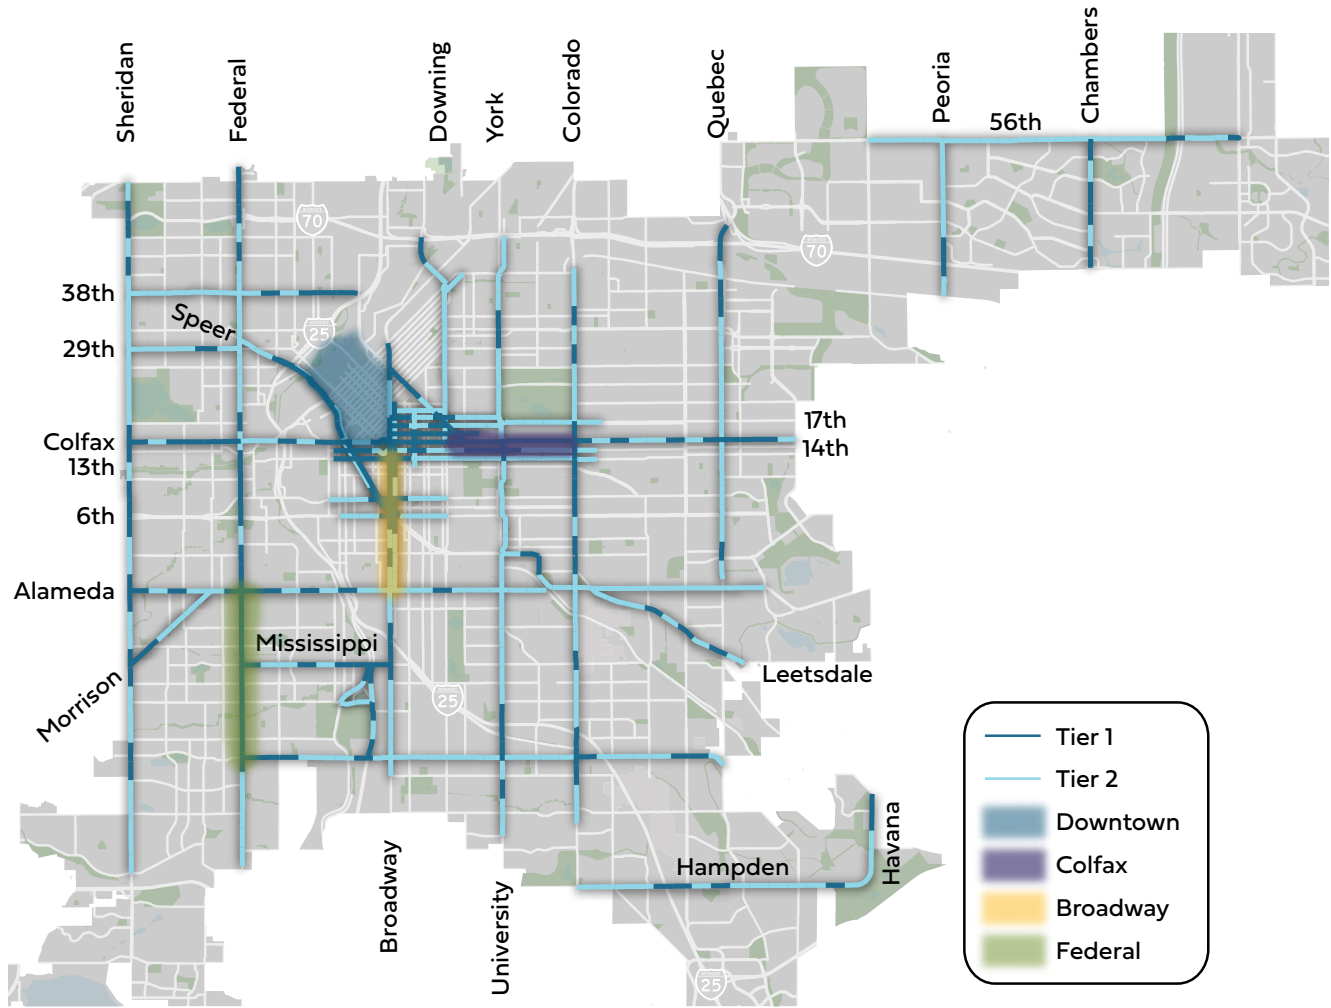 Sheridan
Federal
Downing
York
Colorado
Quebec
Peoria
Chambers
56th
70
70
38th
Speer
25
29th
17th
Colfax
14th
13th
6th
Alameda
Mississippi
Morrison
25
Leetsdale
Tier 1
Tier 2
Downtown
Colfax
Broadway
Federal
Broadway
University
Hampden
Havana
25